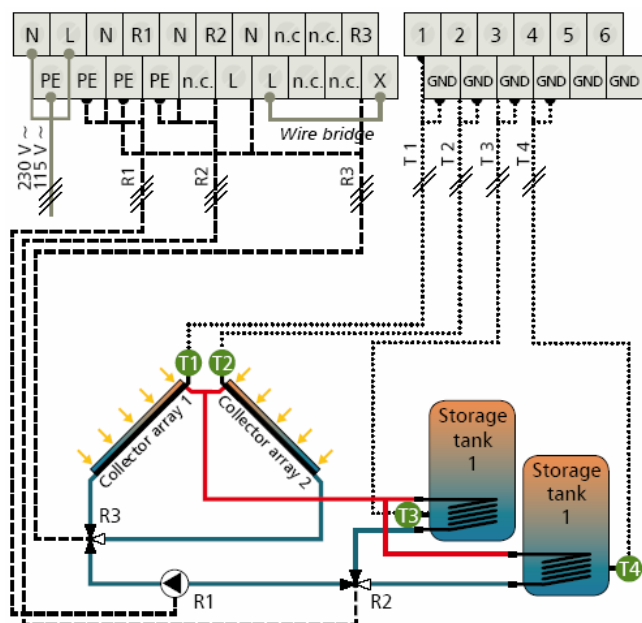 N L N R1 N R2 N n.c n.c. R3
1 2 3 4 5 6
PE PE PE PE n.c. L L n.c. n.c. X
GND GND GND GND GND GND
Wire bridge
230 V ~
115 V ~
R1
R2
R3
T 1
T 2
T 3
T 4
T1 T2
Collector array 1
Collector array 2
Storage
tank
1
Storage
tank
1
R3
T3
T4
R1
R2